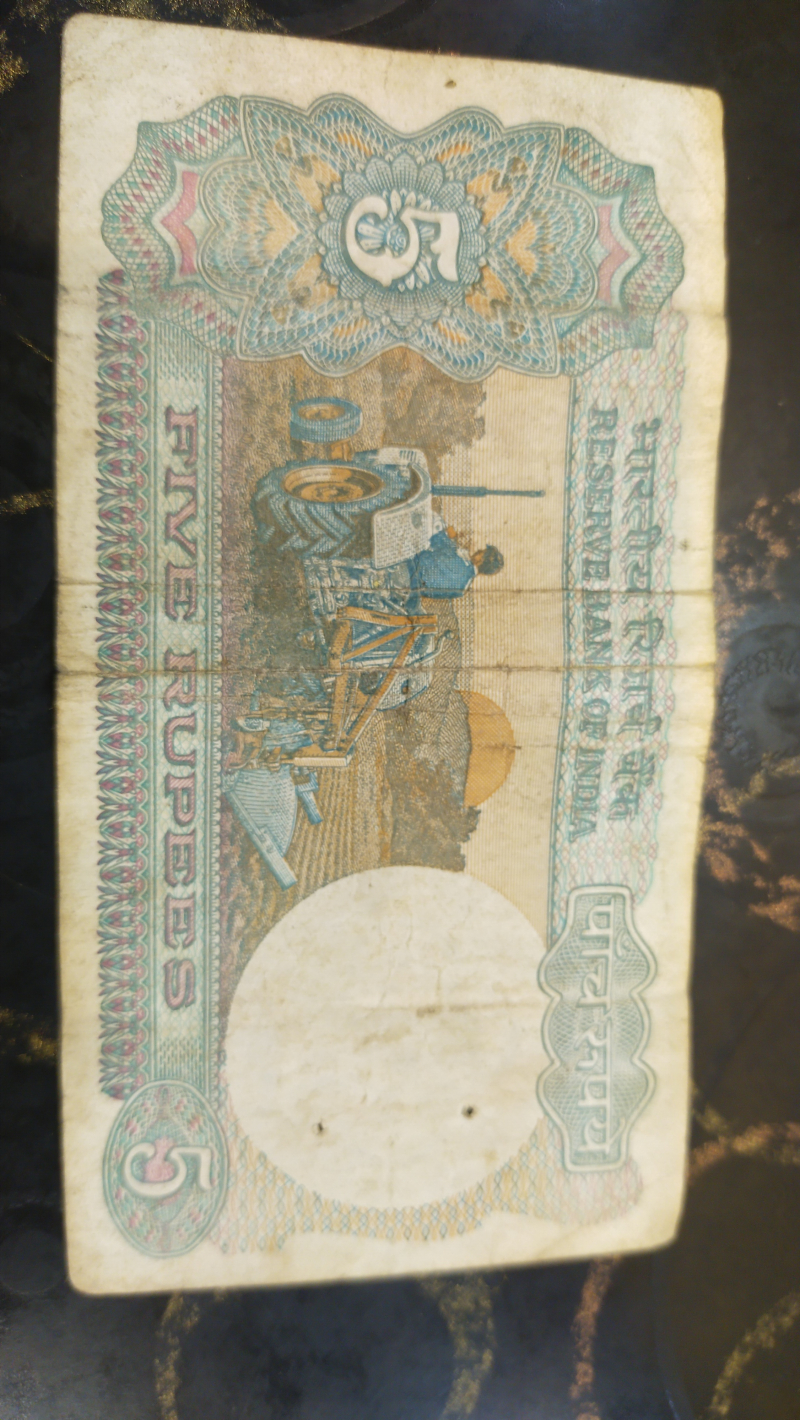 भारतीय रिज़र्व बैंक
RESERVE BANK OF INDIA
पांच रुपये
5
FIVE RUPEES
5